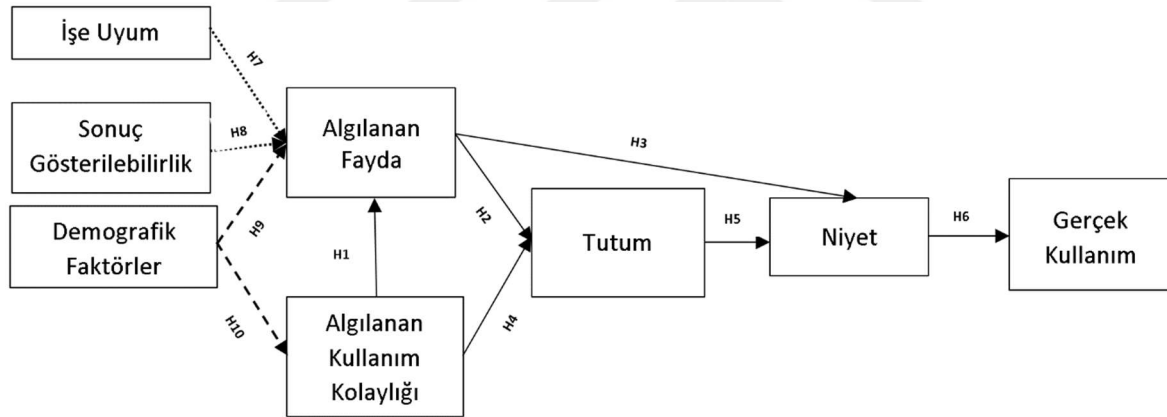 İşe Uyum
H7
Sonuç
Gösterilebilirlik
H8
Demografik
Faktörler
H9
H10
Algılanan
Fayda
H1
Algılanan
Kullanım
Kolaylığı
H2
H3
H4
Tutum
H5
Niyet
H6
Gerçek
Kullanım